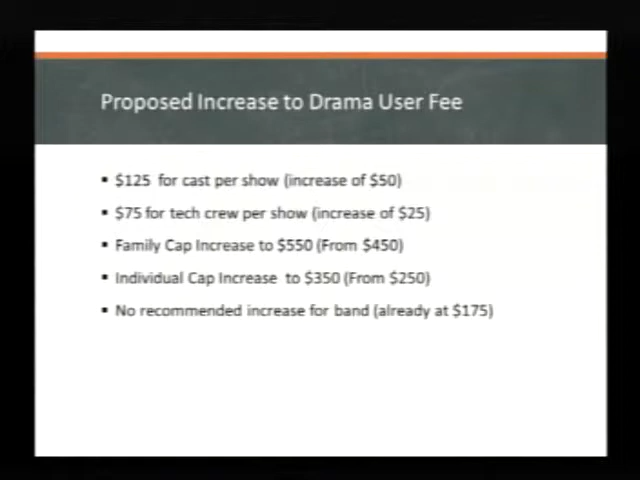 Proposed Increase to Drama User Fee
▪ $125 for cast per show (increase of $50)
▪ $75 for tech crew per show (increase of $25)
▪ Family Cap Increase to $550 (From $450)
▪ Individual Cap Increase to $350 (From $250)
▪ No recommended increase for band (already at $175)